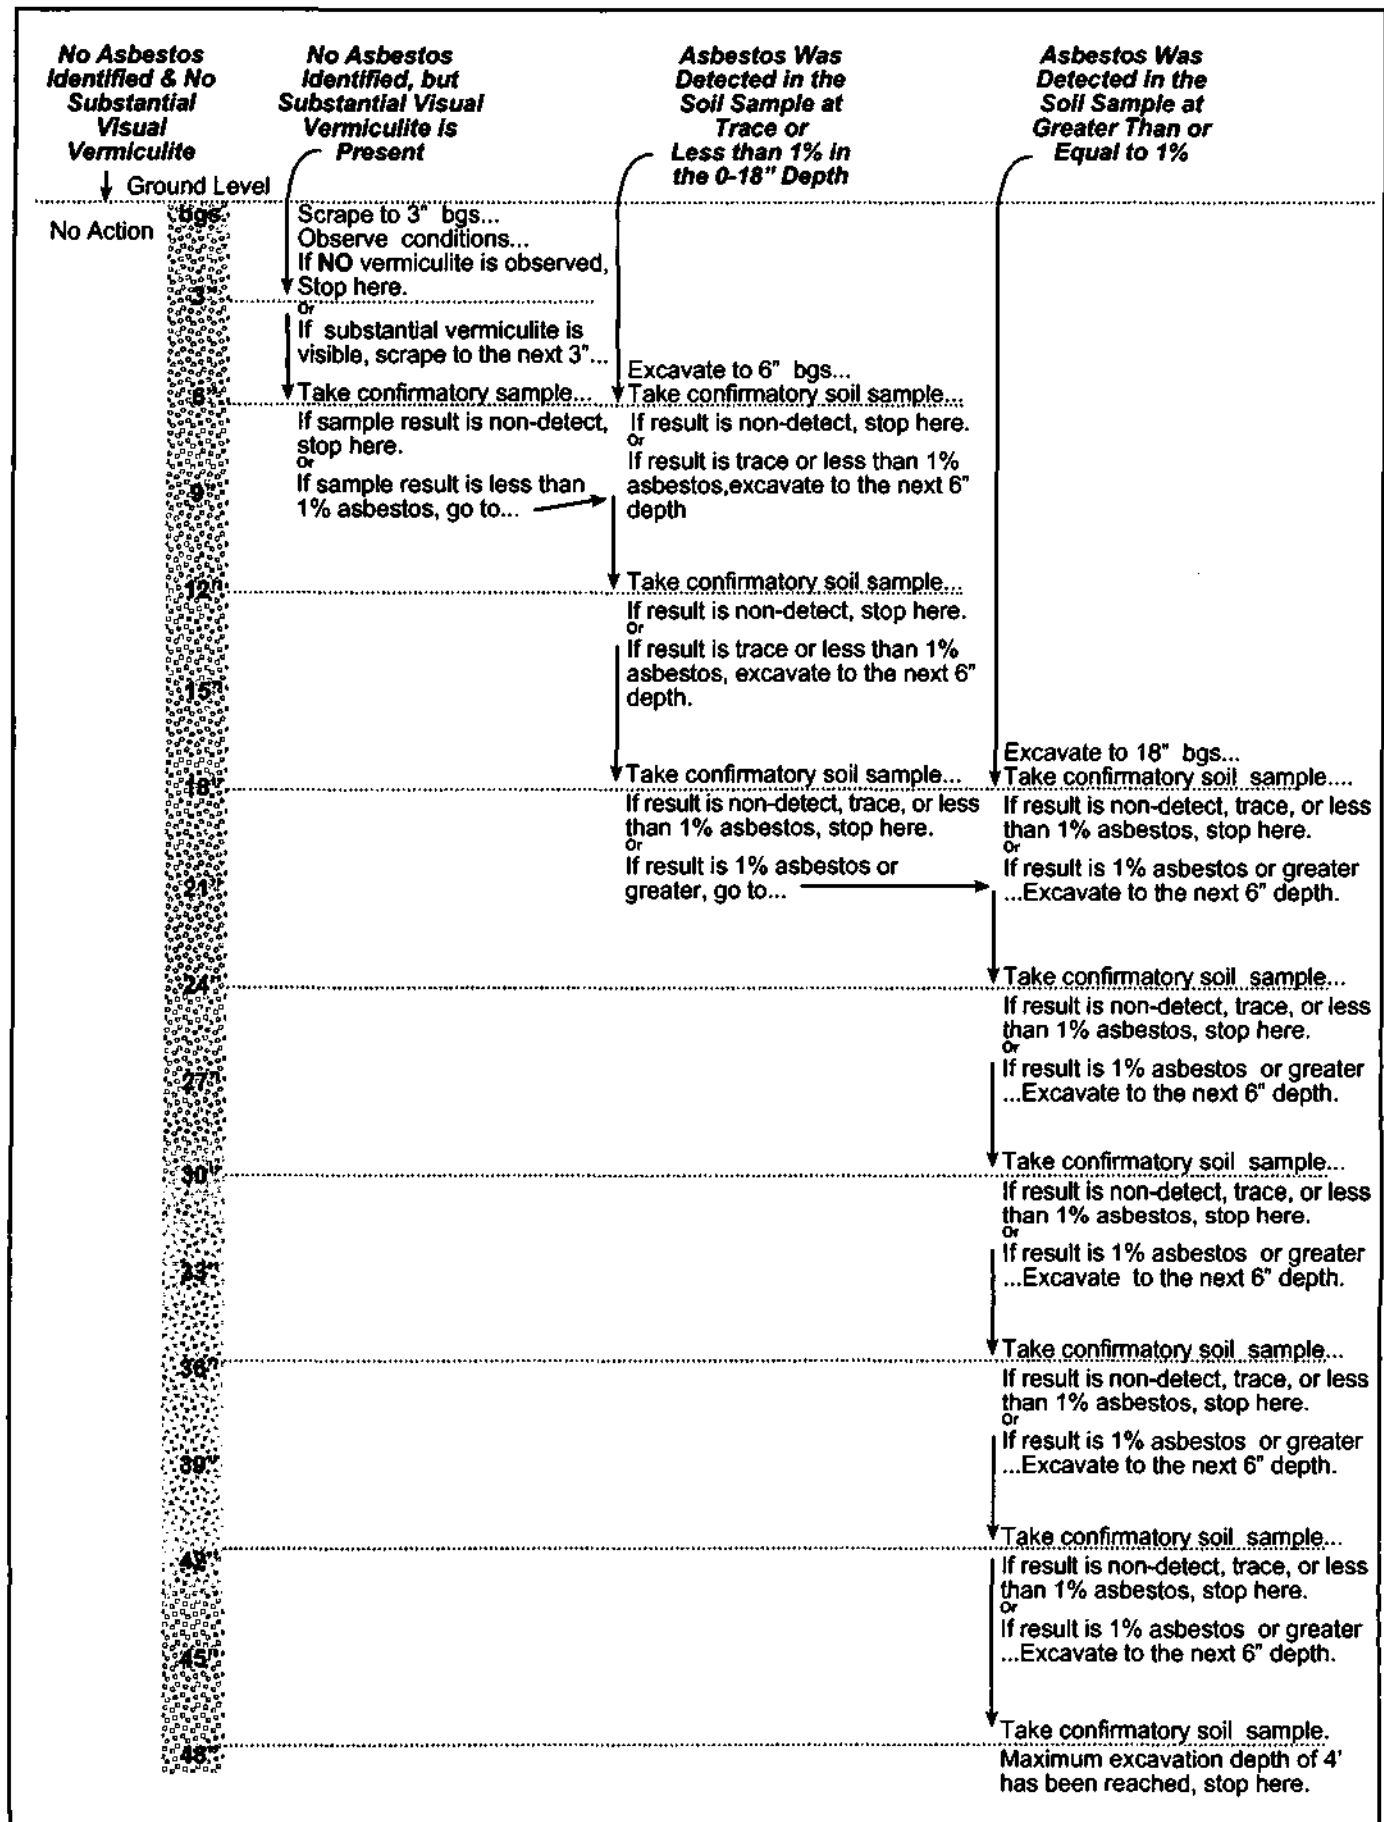 No Asbestos
Identified & No
Substantial
Visual
Vermiculite
No Asbestos
Identified, but
Substantial Visual
Vermiculite is
Present
Asbestos Was
Detected in the
Soil Sample at
Trace or
Less than 1% in
the 0-18" Depth
Asbestos Was
Detected in the
Soil Sample at
Greater Than or
Equal to 1%
Ground Level
bgs
No Action
Scrape to 3" bgs...
Observe conditions...
If NO vermiculite is observed,
Stop here.
3"
Or
If substantial vermiculite is
visible, scrape to the next 3"...
Take confirmatory sample...
6"
If sample result is non-detect,
stop here.
Or
If sample result is less than
1% asbestos, go to...
9"
Excavate to 6" bgs...
Take confirmatory soil sample...
If result is non-detect, stop here.
Or
If result is trace or less than 1%
asbestos,excavate to the next 6"
depth
Take confirmatory soil sample...
12"
If result is non-detect, stop here.
Or
If result is trace or less than 1%
asbestos, excavate to the next 6"
depth.
15"
Take confirmatory soil sample...
18"
If result is non-detect, trace, or less
than 1% asbestos, stop here.
Or
If result is 1% asbestos or
greater, go to...
21"
Excavate to 18" bgs...
Take confirmatory soil sample....
If result is non-detect, trace, or less
than 1% asbestos, stop here.
Or
If result is 1% asbestos or greater
...Excavate to the next 6" depth.
Take confirmatory soil sample...
24"
If result is non-detect, trace, or less
than 1% asbestos, stop here.
Or
If result is 1% asbestos or greater
...Excavate to the next 6" depth.
27"
Take confirmatory soil sample...
30"
If result is non-detect, trace, or less
than 1% asbestos, stop here.
Or
If result is 1% asbestos or greater
...Excavate to the next 6" depth.
33"
Take confirmatory soil sample...
36"
If result is non-detect, trace, or less
than 1% asbestos, stop here.
Or
If result is 1% asbestos or greater
...Excavate to the next 6" depth.
39"
Take confirmatory soil sample...
42"
If result is non-detect, trace, or less
than 1% asbestos, stop here.
Or
If result is 1% asbestos or greater
...Excavate to the next 6" depth.
45"
Take confirmatory soil sample.
48"
Maximum excavation depth of 4'
has been reached, stop here.